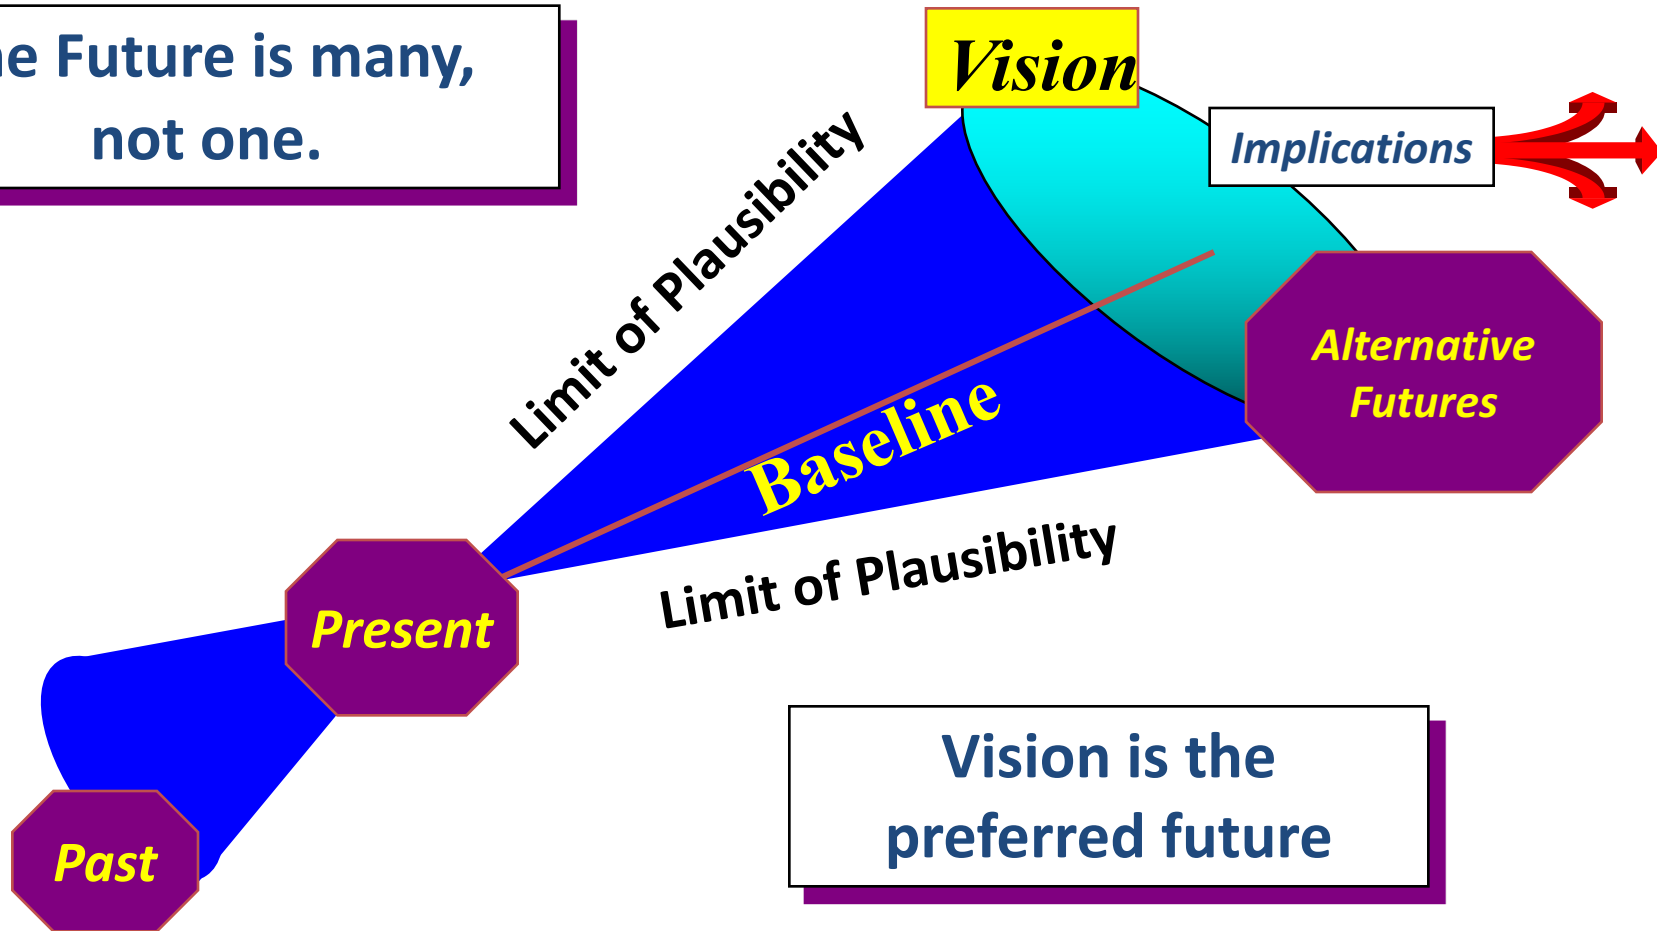 e Future is many,
not one.
Vision
Implications
Limit of Plausibility
Alternative
Futures
Baseline
Limit of Plausibility
Present
Vision is the
preferred future
Past